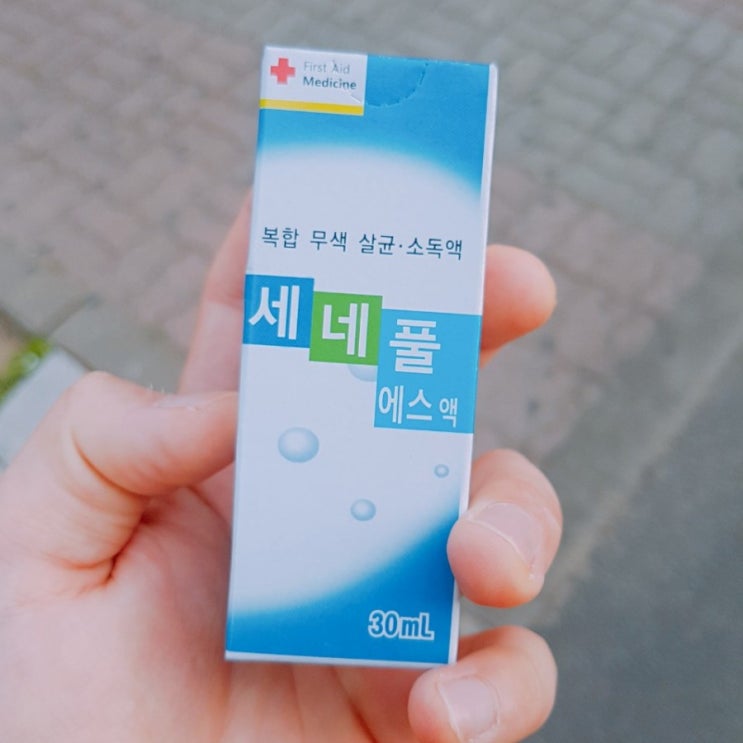 First Aid
Medicine
복합 무색 살균·소독액
세네풀
에스액
30mL